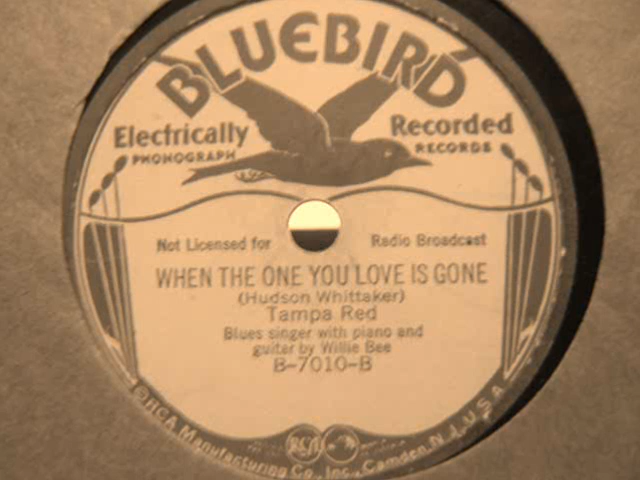 BLUEBIRD
Electrically Recorded
PHONOGRAPH RECORDS
Not Licensed for Radio Broadcast
WHEN THE ONE YOU LOVE IS GONE
(Hudson Whittaker)
Tampa Red
Blues singer with piano and
guitar by Willie Bee
B-7010-B
RCA
©RCA Manufacturing Co., Inc., Camden, N.J., U.S.A.